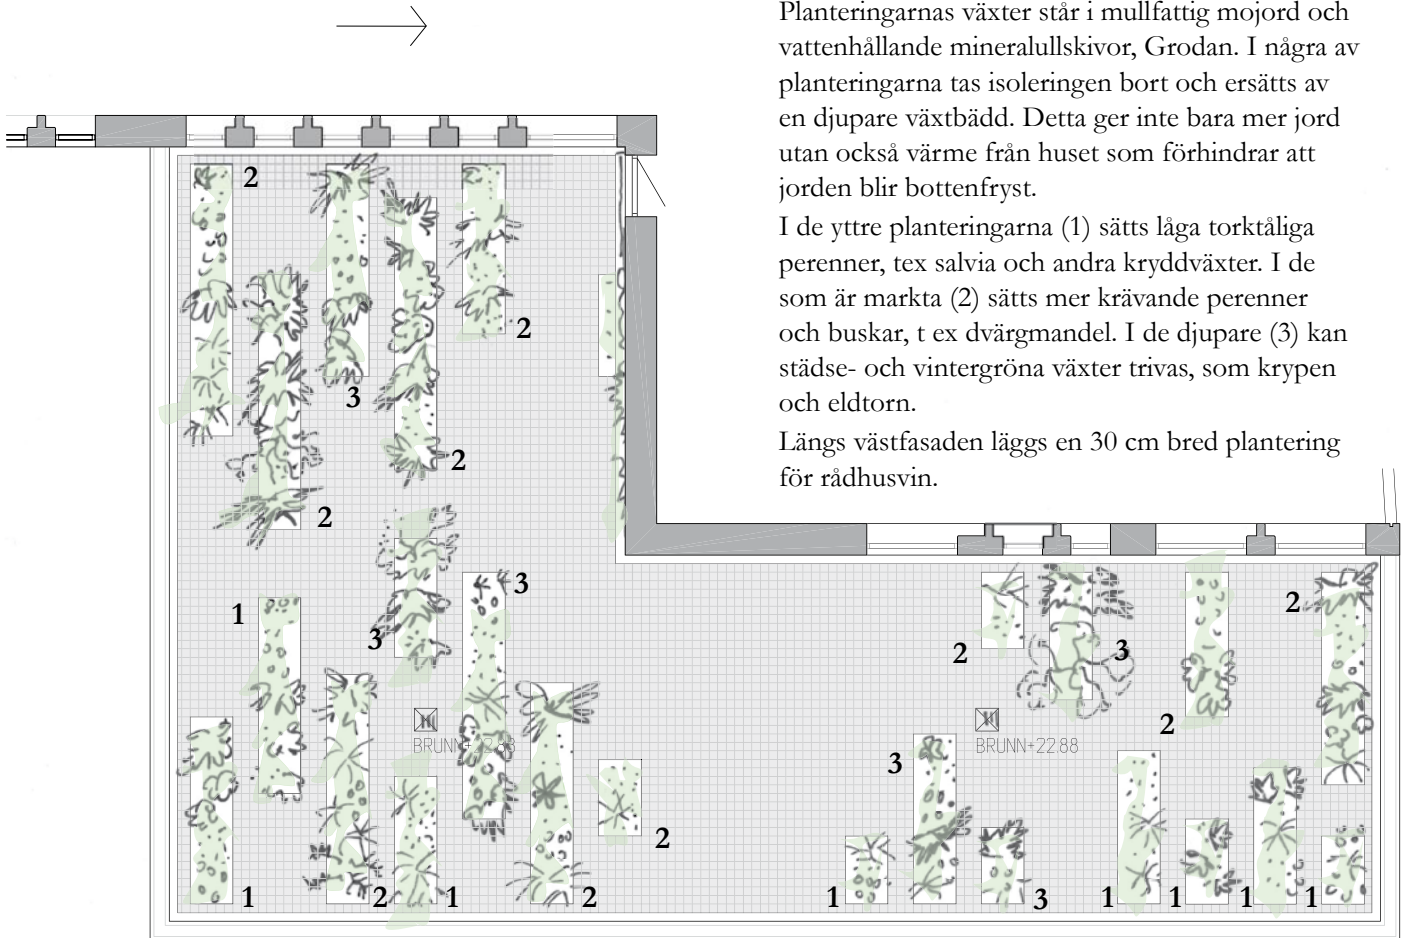 Planteringarnas växter står i mullfattig mojord och
vattenhållande mineralullskivor, Grodan. I några av
planteringarna tas isoleringen bort och ersätts av
en djupare växtbädd. Detta ger inte bara mer jord
utan också värme från huset som förhindrar att
jorden blir bottenfryst.
I de yttre planteringarna (1) sätts låga torktåliga
perenner, tex salvia och andra kryddväxter. I de
som är markta (2) sätts mer krävande perenner
och buskar, t ex dvärgmandel. I de djupare (3) kan
städse- och vintergröna växter trivas, som krypen
och eldtorn.
Längs västfasaden läggs en 30 cm bred plantering
för rådhusvin.
2
2
3
2
2
3
1
3
2
3
2
2
BRUNN+22.88
BRUNN+22.88
3
2
1
2
1
2
1
3
1
1
1
1